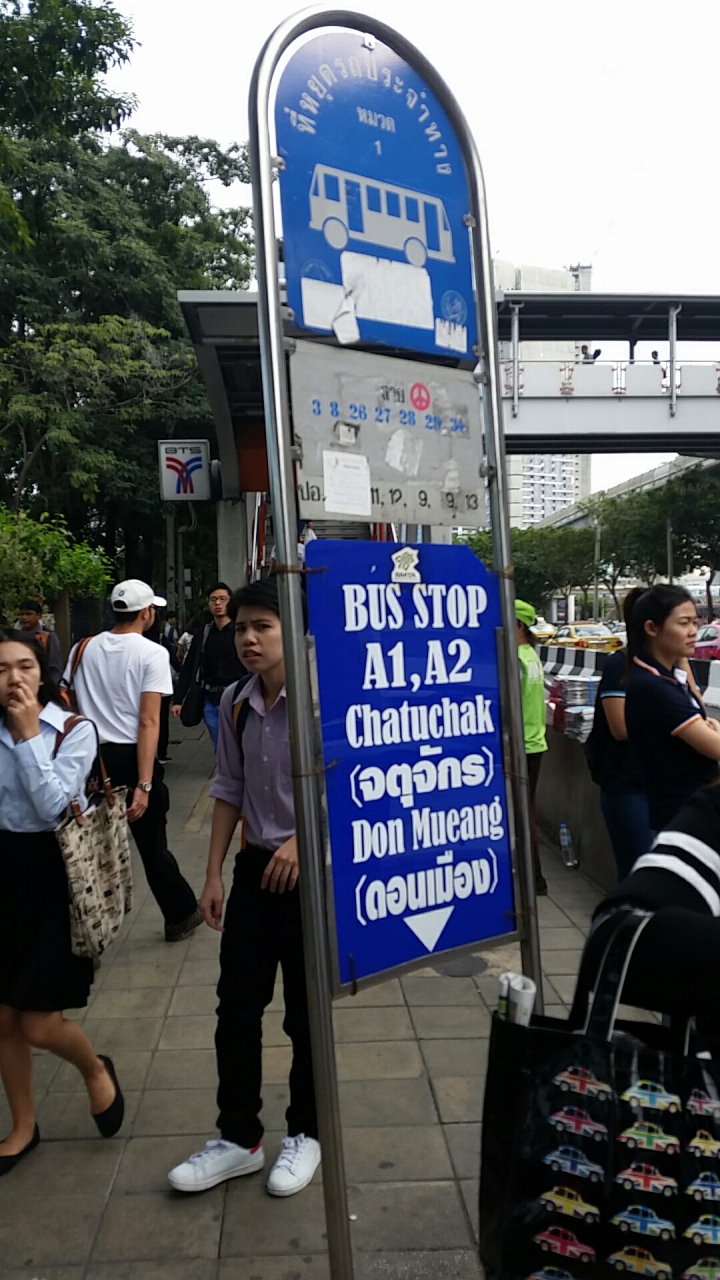 ที่หยุดรถประจำทาง
หมวด
1
สาย
3 8 26 27 28 29 34
ปอ. 11, 12, 9, 9, 13
BTS
BUS STOP
A1, A2
Chatuchak
(จตุจักร)
Don Mueang
(ดอนเมือง)